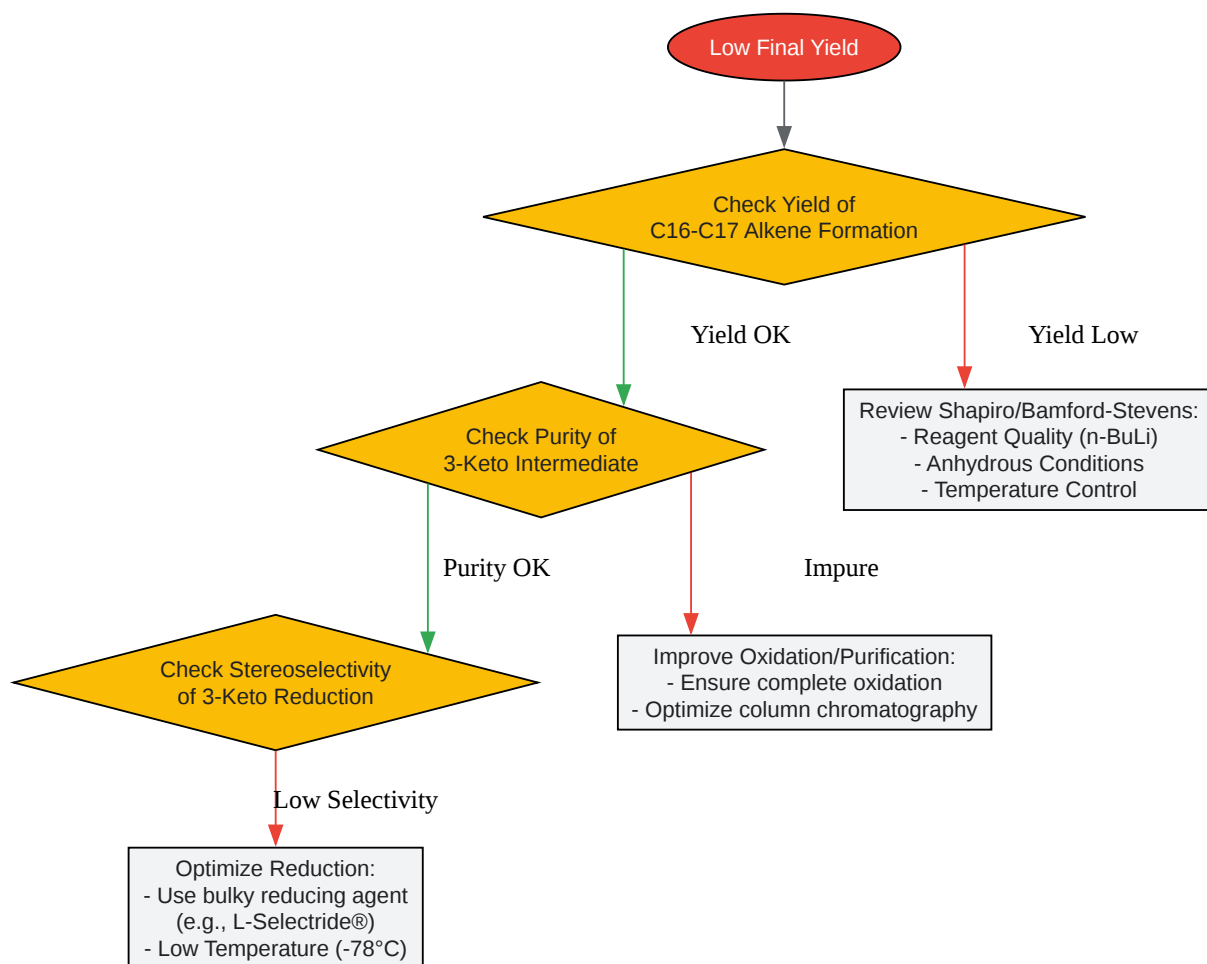 Low Final Yield
Check Yield of
C16-C17 Alkene Formation
Yield OK
Yield Low
Review Shapiro/Bamford-Stevens:
- Reagent Quality (n-BuLi)
- Anhydrous Conditions
- Temperature Control
Check Purity of
3-Keto Intermediate
Purity OK
Impure
Improve Oxidation/Purification:
- Ensure complete oxidation
- Optimize column chromatography
Check Stereoselectivity
of 3-Keto Reduction
Low Selectivity
Optimize Reduction:
- Use bulky reducing agent
(e.g., L-Selectride®)
- Low Temperature (-78°C)